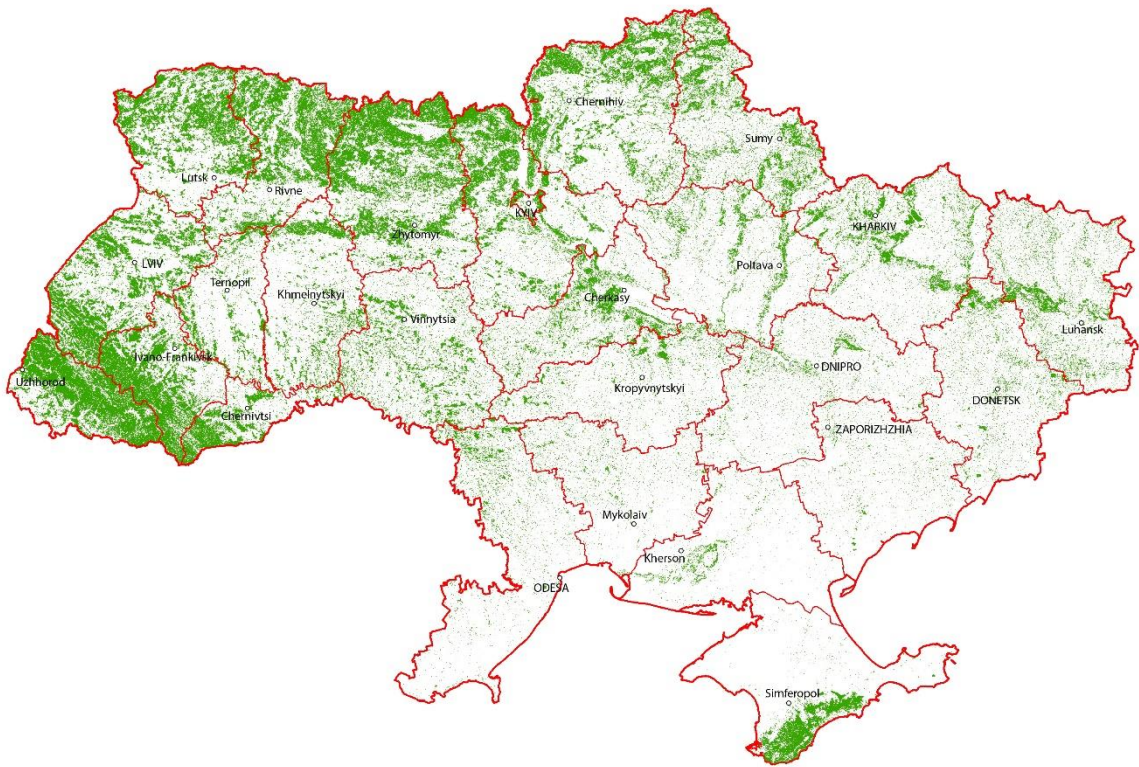 Chernihiv
Sumy
Lutsk
Rivne
KYIV
KHARKIV
Zhytomyr
LVIV
Poltava
Ternopil
Khmelnytskyi
Cherkasy
Vinnytsia
Luhansk
Ivano-Frankivsk
Uzhhorod
DNIPRO
Kropyvnytskyi
DONETSK
Chernivtsi
ZAPORIZHZHIA
Mykolaiv
Kherson
ODESA
Simferopol